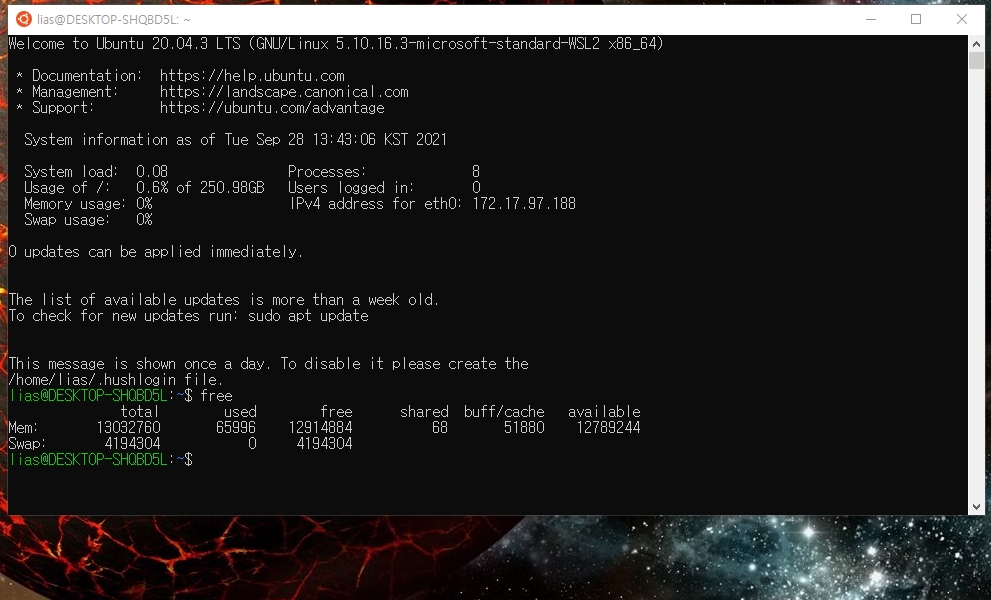 lias@DESKTOP-SHQBD5L: ~
Welcome to Ubuntu 20.04.3 LTS (GNU/Linux 5.10.16.3-microsoft-standard-WSL2 x86_64)
* Documentation:  https://help.ubuntu.com
* Management:     https://landscape.canonical.com
* Support:        https://ubuntu.com/advantage
System information as of Tue Sep 28 13:43:06 KST 2021
System load:  0.08               Processes:             8
Usage of /:   0.6% of 250.98GB   Users logged in:       0
Memory usage: 0%                 IPv4 address for eth0: 172.17.97.188
Swap usage:   0%
0 updates can be applied immediately.
The list of available updates is more than a week old.
To check for new updates run: sudo apt update
This message is shown once a day. To disable it please create the
/home/lias/.hushlogin file.
lias@DESKTOP-SHQBD5L:~$ free
              total        used        free      shared  buff/cache   available
Mem:       13032760       65996    12914884          68       51880    12789244
Swap:       4194304           0     4194304
lias@DESKTOP-SHQBD5L:~$